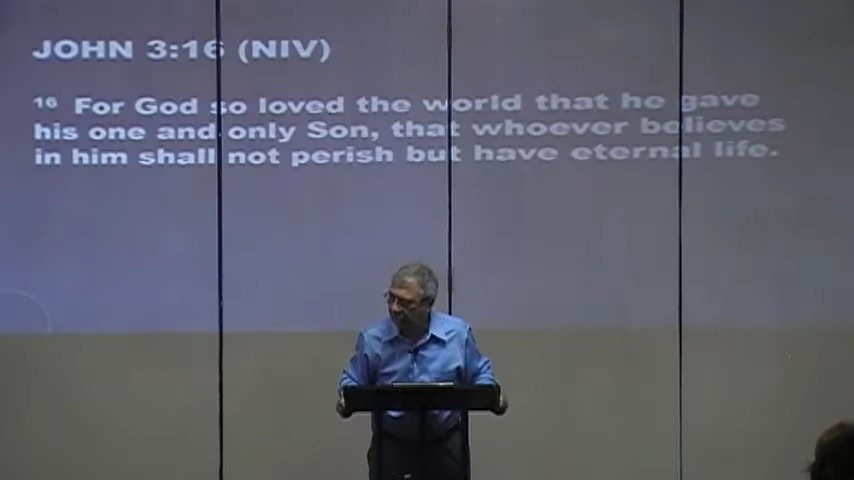 JOHN 3:16 (NIV)
16 For God so loved the world that he gave
his one and only Son, that whoever believes
in him shall not perish but have eternal life.